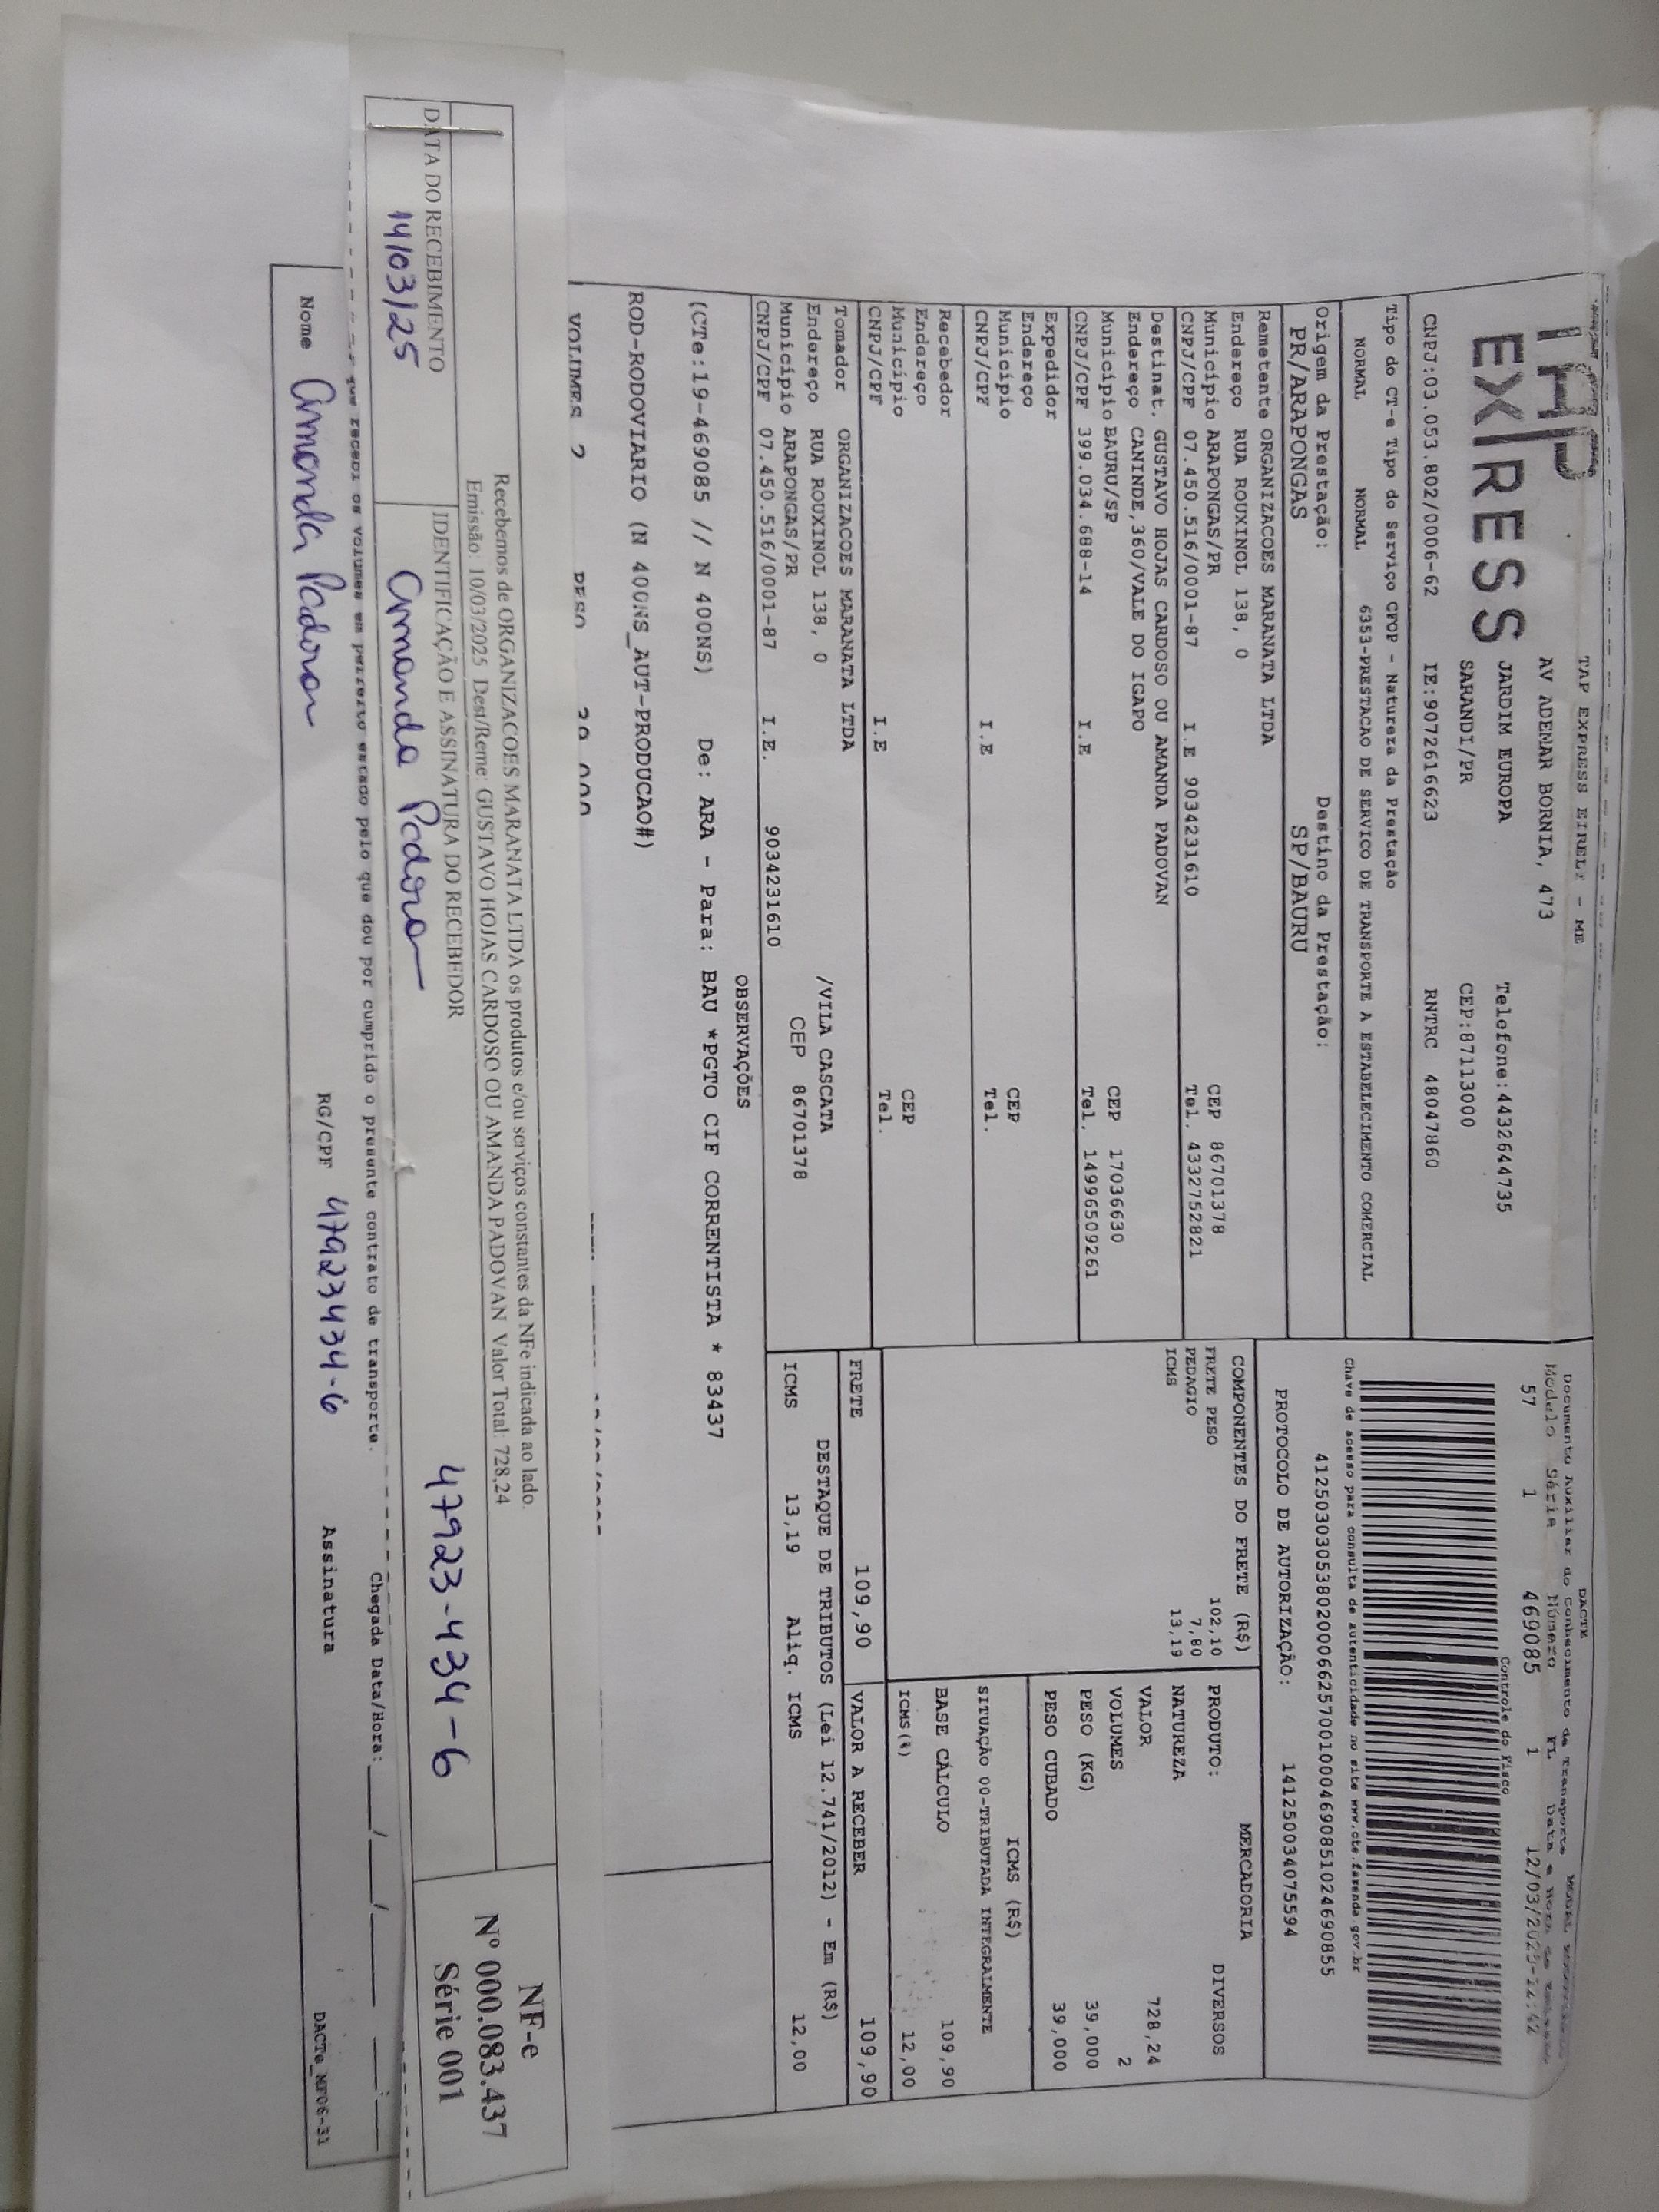 TAP
EXPRESS
TAP EXPRESS EIRELI - ME
AV ADEMAR BORNIA, 473
JARDIM EUROPA Telefone:4432644735
SARANDI/PR CEP:87113000
CNPJ:03.053.802/0006-62 IE:9072616623 RNTRC 48047860
Tipo do CT-e Tipo do Serviço CFOP - Natureza da Prestação
NORMAL NORMAL 6353-PRESTACAO DE SERVICO DE TRANSPORTE A ESTABELECIMENTO COMERCIAL
Origem da Prestação: Destino da Prestação:
PR/ARAPONGAS SP/BAURU
Remetente ORGANIZACOES MARANATA LTDA
Endereço RUA ROUXINOL 138, 0
Município ARAPONGAS/PR CEP 86701378
CNPJ/CPF 07.450.516/0001-87 I.E 9034231610 Tel. 4332752821
Destinat. GUSTAVO HOJAS CARDOSO OU AMANDA PADOVAN
Endereço CANINDE,360/VALE DO IGAPO
Município BAURU/SP CEP 17036630
CNPJ/CPF 399.034.688-14 I.E Tel. 14996509261
Expedidor
Endereço
Município CEP
CNPJ/CPF I.E Tel.
Recebedor
Endereço
Município CEP
CNPJ/CPF I.E Tel.
Tomador ORGANIZACOES MARANATA LTDA
Endereço RUA ROUXINOL 138, 0 /VILA CASCATA
Município ARAPONGAS/PR CEP 86701378
CNPJ/CPF 07.450.516/0001-87 I.E. 9034231610
DACTE
Documento Auxiliar do Conhecimento de Transporte
Modelo Série Número FL Data e Hora de
57 1 469085 1 12/03/2025-12:42
Controle do Fisco
Chave de acesso para consulta de autenticidade no site www.cte.fazenda.gov.br
41250303053802000662570010004690851024690855
PROTOCOLO DE AUTORIZAÇÃO: 141250034075594
COMPONENTES DO FRETE (R$)
FRETE PESO 102,10
PEDAGIO 7,80
ICMS 13,19
MERCADORIA
PRODUTO: DIVERSOS
NATUREZA
VALOR 728,24
VOLUMES 2
PESO (KG) 39,000
PESO CUBADO 39,000
ICMS (R$)
SITUAÇÃO 00-TRIBUTADA INTEGRALMENTE
BASE CÁLCULO 109,90
ICMS(%) 12,00
FRETE 109,90 VALOR A RECEBER 109,90
DESTAQUE DE TRIBUTOS (Lei 12.741/2012) - Em (R$)
ICMS 13,19 Aliq. ICMS 12,00
OBSERVAÇÕES
(CTe:19-469085 // N 400NS) De: ARA - Para: BAU *PGTO CIF CORRENTISTA * 83437
ROD-RODOVIARIO (N 400NS_AUT-PRODUCAO#)
VOLUMES 2 PESO 39,000
Recebemos de ORGANIZACOES MARANATA LTDA os produtos e/ou serviços constantes da NFe indicada ao lado.
Emissão: 10/03/2025 Dest/Reme: GUSTAVO HOJAS CARDOSO OU AMANDA PADOVAN Valor Total: 728,24
DATA DO RECEBIMENTO IDENTIFICAÇÃO E ASSINATURA DO RECEBEDOR
14/03/25 Amanda Padovan 47923-434-6
NF-e
Nº 000.083.437
Série 001
que recebi os volumes em perfeito estado pelo que dou por cumprido o presente contrato de transporte. Chegada Data/Hora: __/__/__ __:__
Nome Amanda Padovan RG/CPF 47923434-6 Assinatura
DACTe_MF06-31